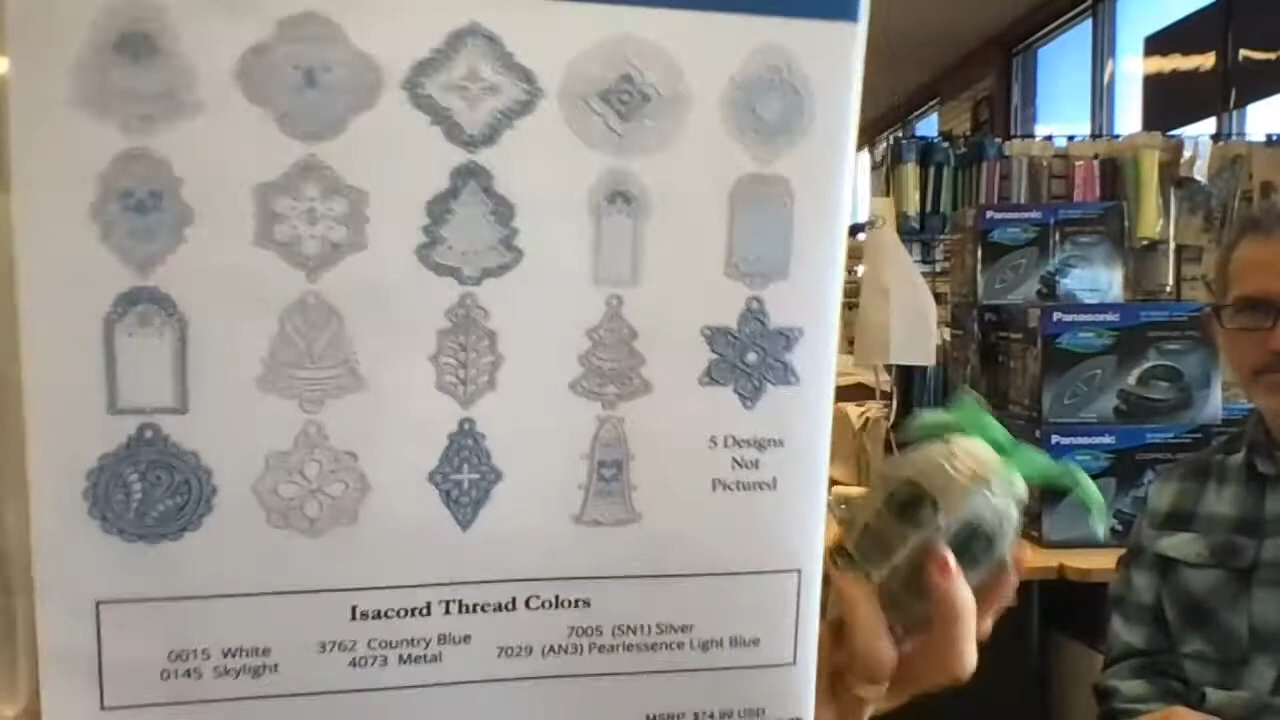 5 Designs
Not
Pictured
Isacord Thread Colors
0015 White
0145 Skylight
3762 Country Blue
4073 Metal
7005 (SN1) Silver
7029 (AN3) Pearlessence Light Blue
MSRP $74.99 USD
Panasonic
Panasonic
Panasonic